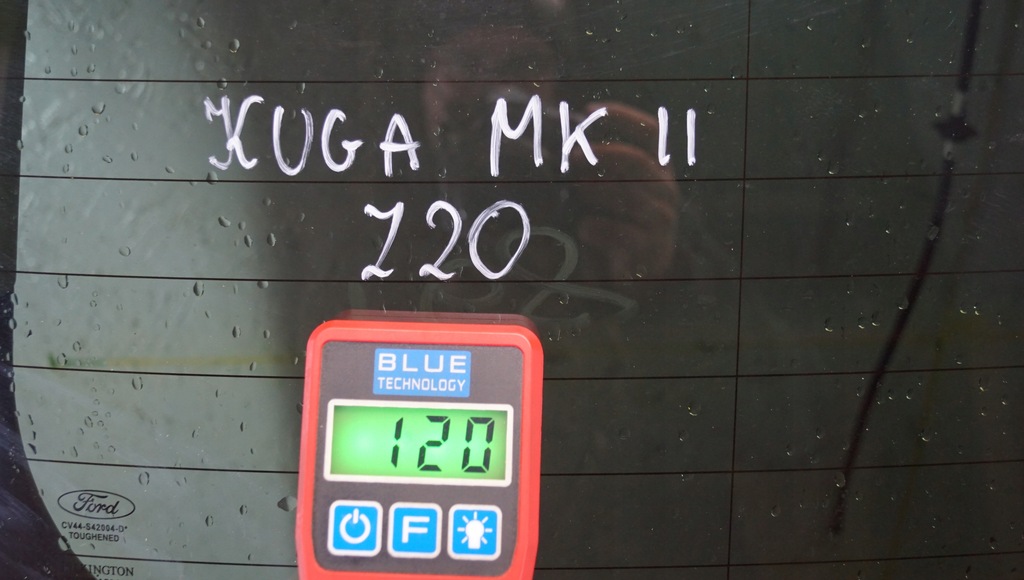 KUGA MK II
120
BLUE
TECHNOLOGY
120
F
Ford
CV44-S42004-D*
TOUGHENED